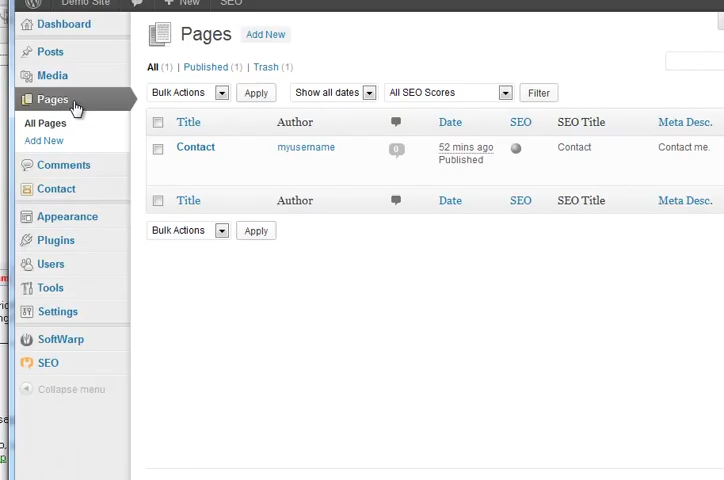 Demo Site New SEO
Dashboard
Posts
Media
Pages
All Pages
Add New
Comments
Contact
Appearance
Plugins
Users
Tools
Settings
SoftWarp
SEO
Collapse menu
Pages Add New
All (1) | Published (1) | Trash (1)
Bulk Actions Apply Show all dates All SEO Scores Filter
Title Author Date SEO SEO Title Meta Desc.
Contact myusername 0 52 mins ago Contact Contact me.
Published
Title Author Date SEO SEO Title Meta Desc.
Bulk Actions Apply